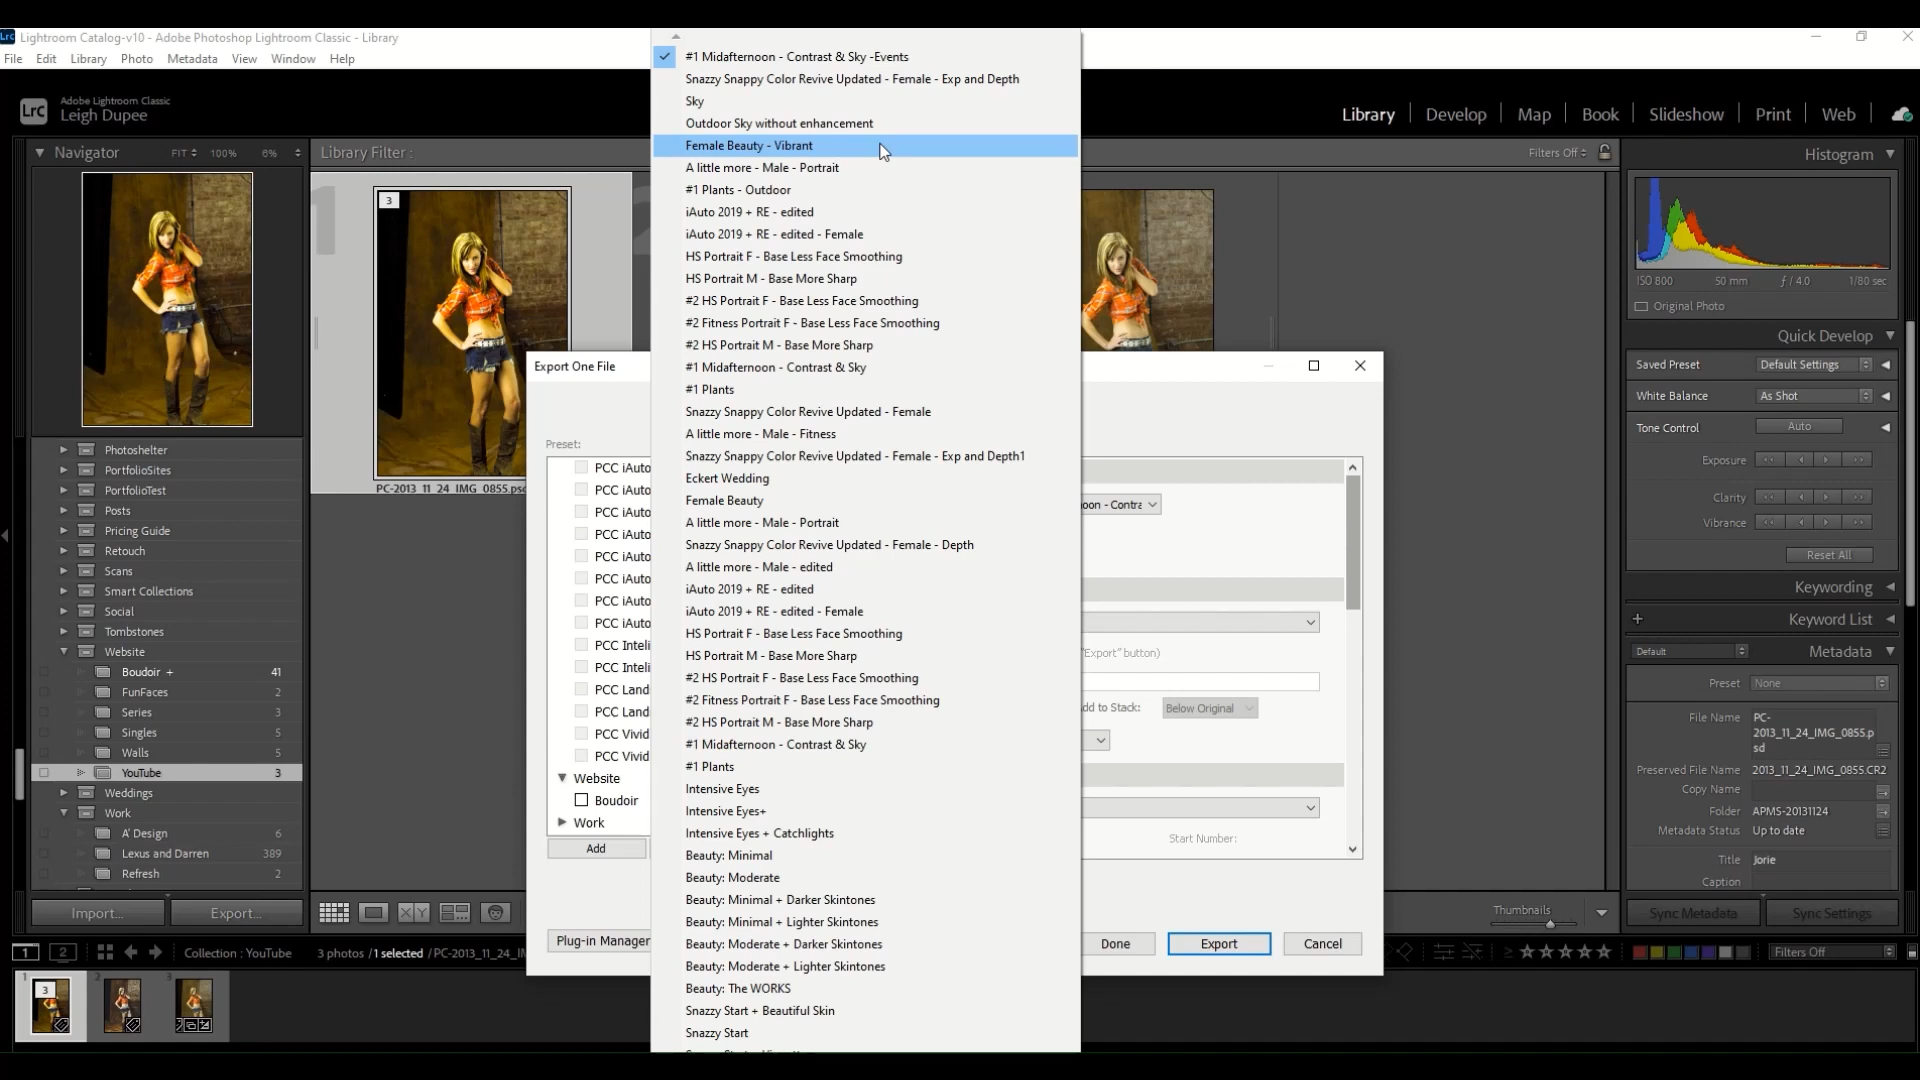 Lrc Lightroom Catalog-v10 - Adobe Photoshop Lightroom Classic - Library
File Edit Library Photo Metadata View Window Help
LrC Adobe Lightroom Classic
Leigh Dupee
Library Develop Map Book Slideshow Print Web
Navigator FIT 100% 6%
Library Filter :
Filters Off
Histogram
3
ISO 800 50 mm ƒ / 4.0 1/80 sec
Original Photo
Quick Develop
Saved Preset Default Settings
White Balance As Shot
Tone Control Auto
Exposure
Clarity
Vibrance
Reset All
Keywording
Keyword List
Default Metadata
Preset None
File Name PC-
2013_11_24_IMG_0855.p
sd
Preserved File Name 2013_11_24_IMG_0855.CR2
Copy Name
Folder APMS-20131124
Metadata Status Up to date
Title Jorie
Caption
Sync Metadata Sync Settings
Photoshelter
PortfolioSites
PortfolioTest
Posts
Pricing Guide
Retouch
Scans
Smart Collections
Social
Tombstones
Website
Boudoir + 41
FunFaces 2
Series 3
Singles 5
Walls 5
YouTube 3
Weddings
Work
A' Design 6
Lexus and Darren 389
Refresh 2
Import... Export...
PC-2013_11_24_IMG_0855.psd
#1 Midafternoon - Contrast & Sky -Events
Snazzy Snappy Color Revive Updated - Female - Exp and Depth
Sky
Outdoor Sky without enhancement
Female Beauty - Vibrant
A little more - Male - Portrait
#1 Plants - Outdoor
iAuto 2019 + RE - edited
iAuto 2019 + RE - edited - Female
HS Portrait F - Base Less Face Smoothing
HS Portrait M - Base More Sharp
#2 HS Portrait F - Base Less Face Smoothing
#2 Fitness Portrait F - Base Less Face Smoothing
#2 HS Portrait M - Base More Sharp
#1 Midafternoon - Contrast & Sky
#1 Plants
Snazzy Snappy Color Revive Updated - Female
A little more - Male - Fitness
Snazzy Snappy Color Revive Updated - Female - Exp and Depth1
Eckert Wedding
Female Beauty
A little more - Male - Portrait
Snazzy Snappy Color Revive Updated - Female - Depth
A little more - Male - edited
iAuto 2019 + RE - edited
iAuto 2019 + RE - edited - Female
HS Portrait F - Base Less Face Smoothing
HS Portrait M - Base More Sharp
#2 HS Portrait F - Base Less Face Smoothing
#2 Fitness Portrait F - Base Less Face Smoothing
#2 HS Portrait M - Base More Sharp
#1 Midafternoon - Contrast & Sky
#1 Plants
Intensive Eyes
Intensive Eyes+
Intensive Eyes + Catchlights
Beauty: Minimal
Beauty: Moderate
Beauty: Minimal + Darker Skintones
Beauty: Minimal + Lighter Skintones
Beauty: Moderate + Darker Skintones
Beauty: Moderate + Lighter Skintones
Beauty: The WORKS
Snazzy Start + Beautiful Skin
Snazzy Start
Export One File
Preset:
PCC iAuto
PCC iAuto
PCC iAuto
PCC iAuto
PCC iAuto
PCC iAuto
PCC iAuto
PCC iAuto
PCC Inteli
PCC Inteli
PCC Land
PCC Land
PCC Vivid
PCC Vivid
Website
Boudoir
Work
Add
Plug-in Manager
oon - Contra
"Export" button)
Add to Stack: Below Original
Start Number:
Done Export Cancel
Thumbnails
1 2 Collection : YouTube 3 photos / 1 selected / PC-2013_11_24_IM
Filters Off
1 2 3
3